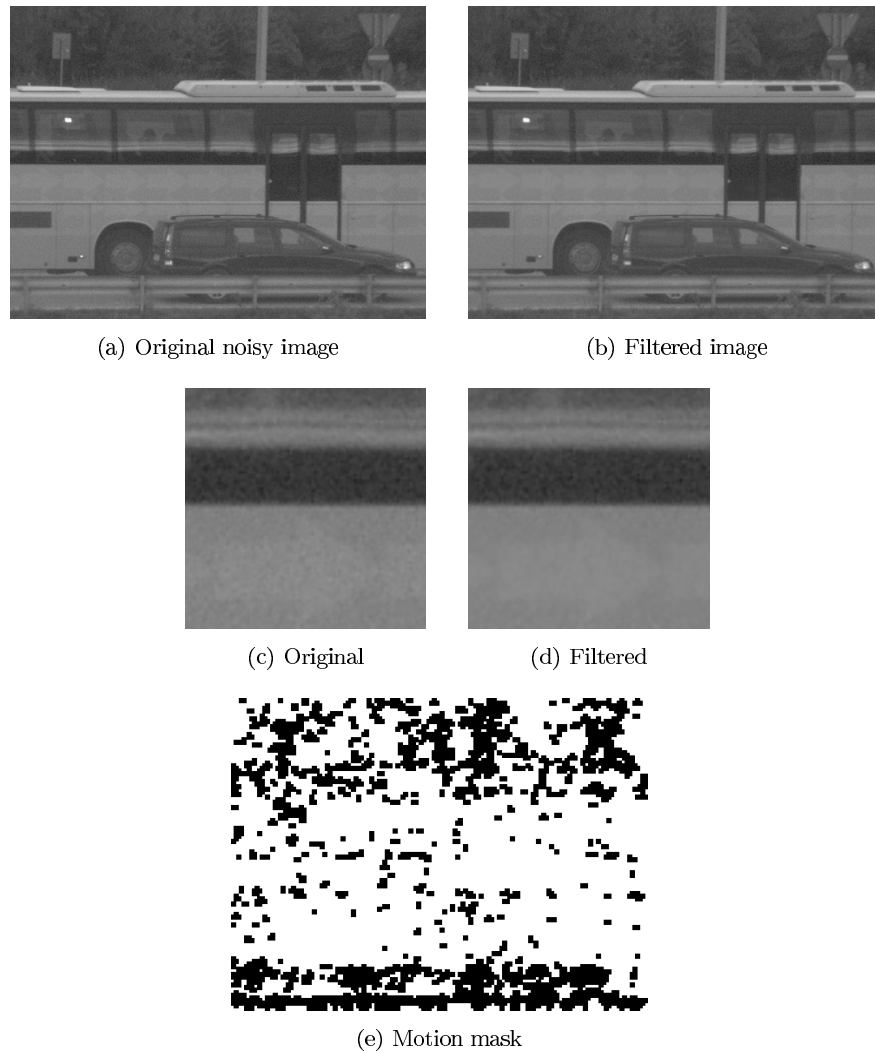 (a) Original noisy image
(b) Filtered image
(c) Original
(d) Filtered
(e) Motion mask